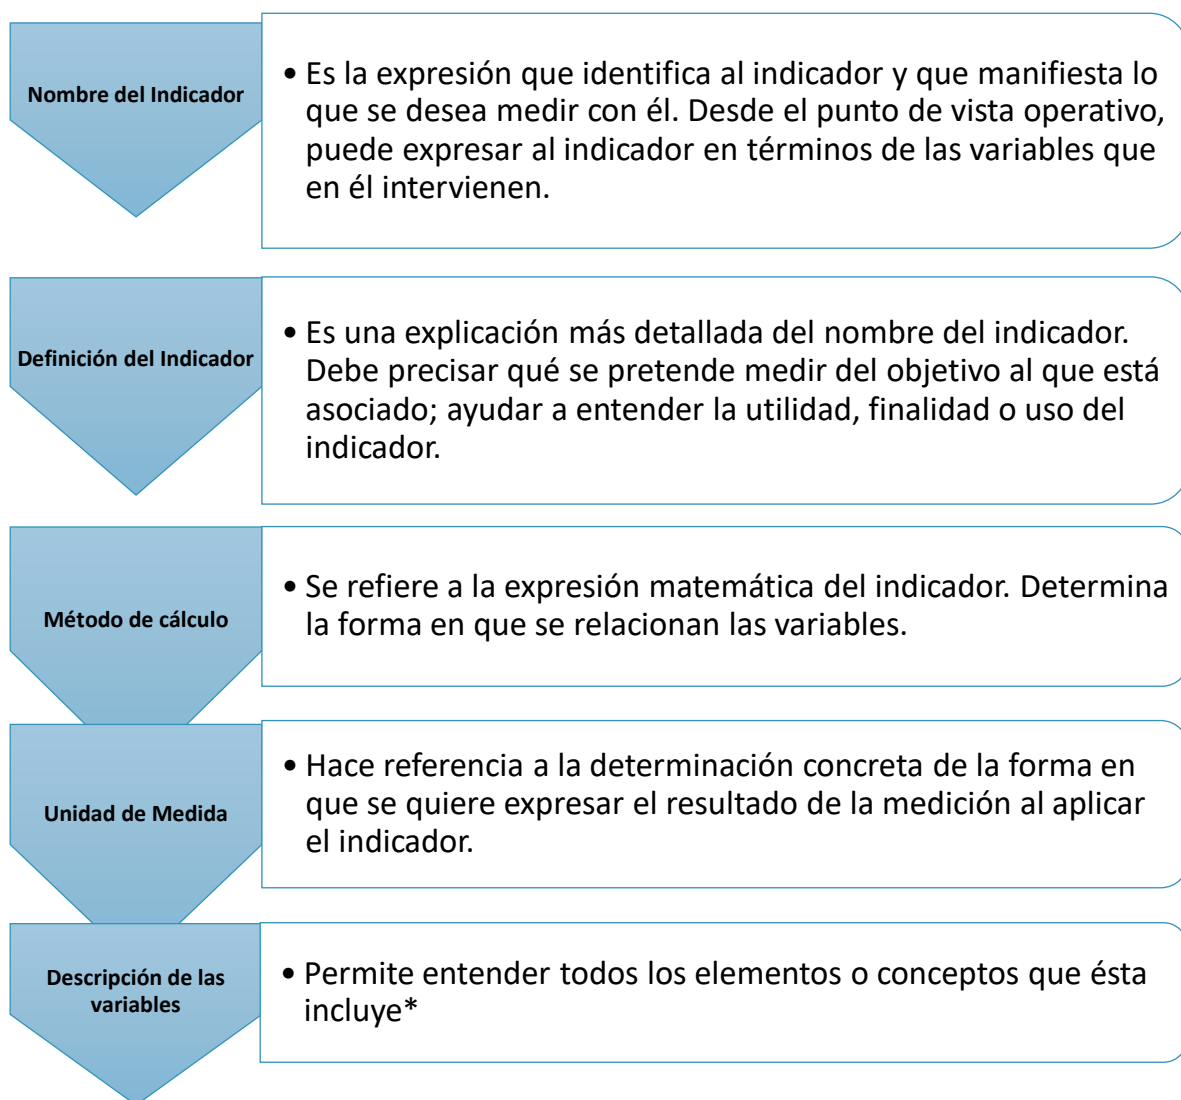 Nombre del Indicador
• Es la expresión que identifica al indicador y que manifiesta lo
que se desea medir con él. Desde el punto de vista operativo,
puede expresar al indicador en términos de las variables que
en él intervienen.
Definición del Indicador
• Es una explicación más detallada del nombre del indicador.
Debe precisar qué se pretende medir del objetivo al que está
asociado; ayudar a entender la utilidad, finalidad o uso del
indicador.
Método de cálculo
• Se refiere a la expresión matemática del indicador. Determina
la forma en que se relacionan las variables.
Unidad de Medida
• Hace referencia a la determinación concreta de la forma en
que se quiere expresar el resultado de la medición al aplicar
el indicador.
Descripción de las
variables
• Permite entender todos los elementos o conceptos que ésta
incluye*